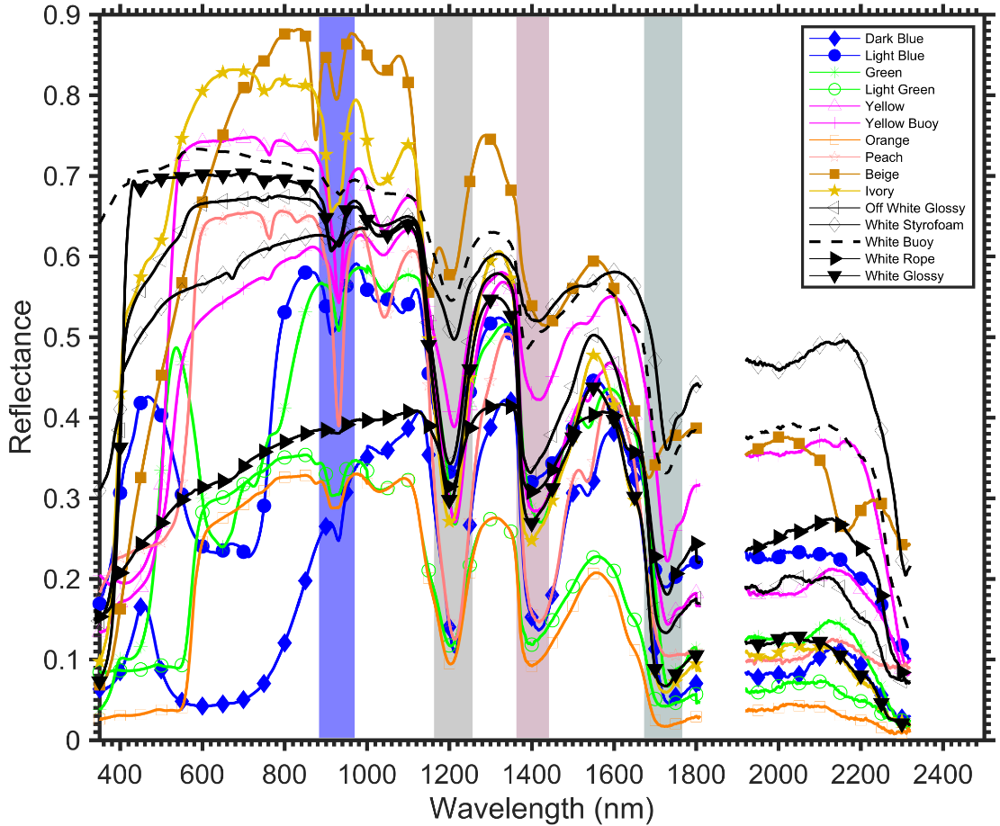 0.9
0.8
0.7
0.6
0.5
0.4
0.3
0.2
0.1
0
Reflectance
400 600 800 1000 1200 1400 1600 1800 2000 2200 2400
Wavelength (nm)
Dark Blue
Light Blue
Green
Light Green
Yellow
Yellow Buoy
Orange
Peach
Beige
Ivory
Off White Glossy
White Styrofoam
White Buoy
White Rope
White Glossy